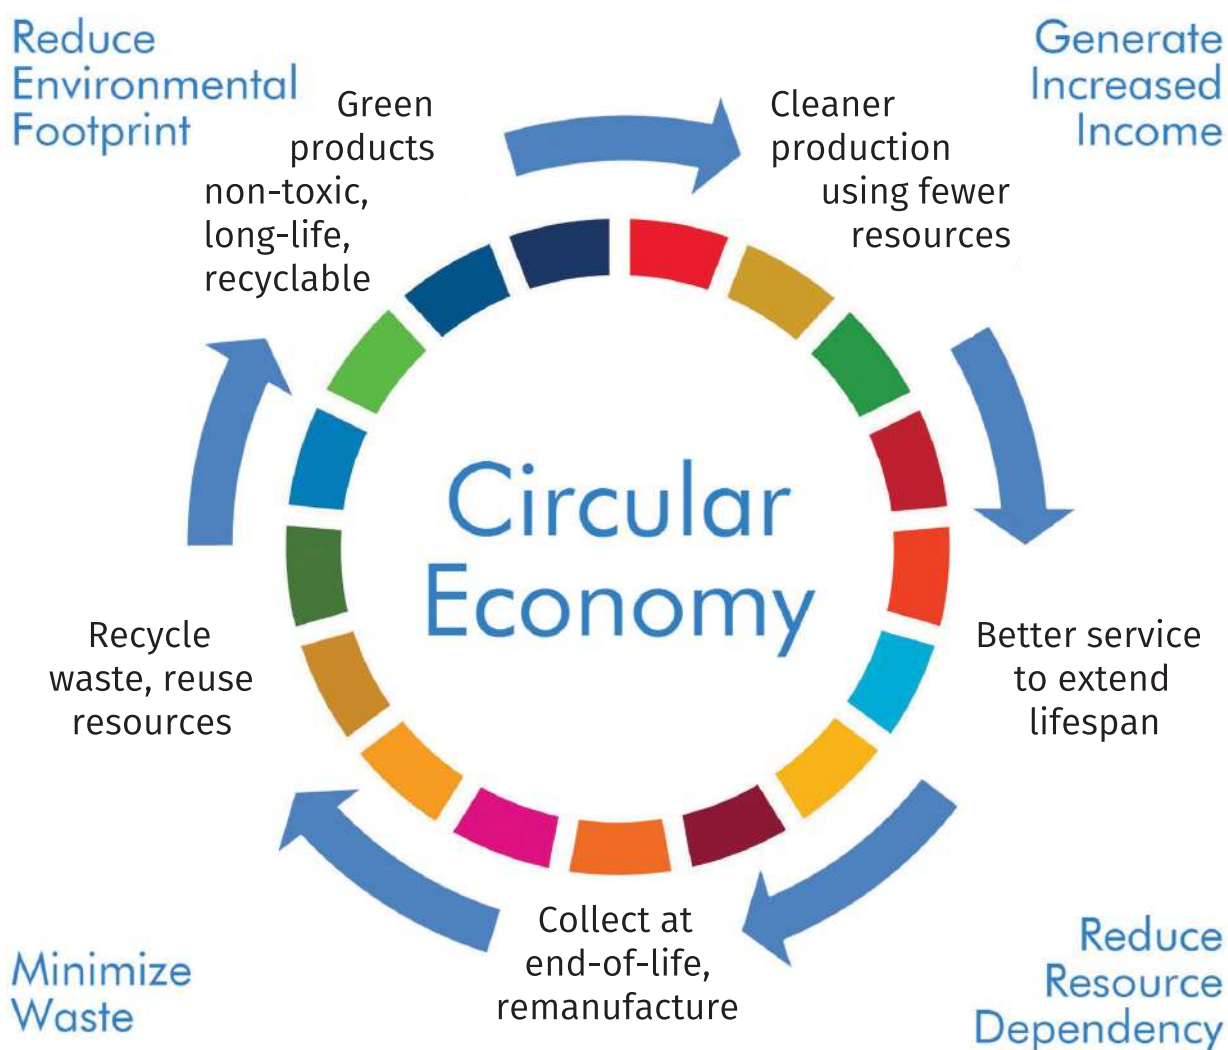 Reduce
Environmental
Footprint
Generate
Increased
Income
Green
products
non-toxic,
long-life,
recyclable
Cleaner
production
using fewer
resources
Circular
Economy
Recycle
waste, reuse
resources
Better service
to extend
lifespan
Collect at
end-of-life,
remanufacture
Minimize
Waste
Reduce
Resource
Dependency